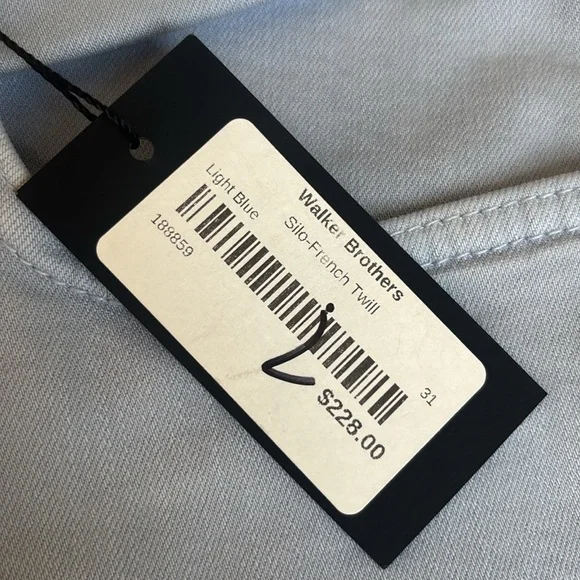 Walker Brothers
Silo-French Twill
Light Blue 31
188859
$228.00